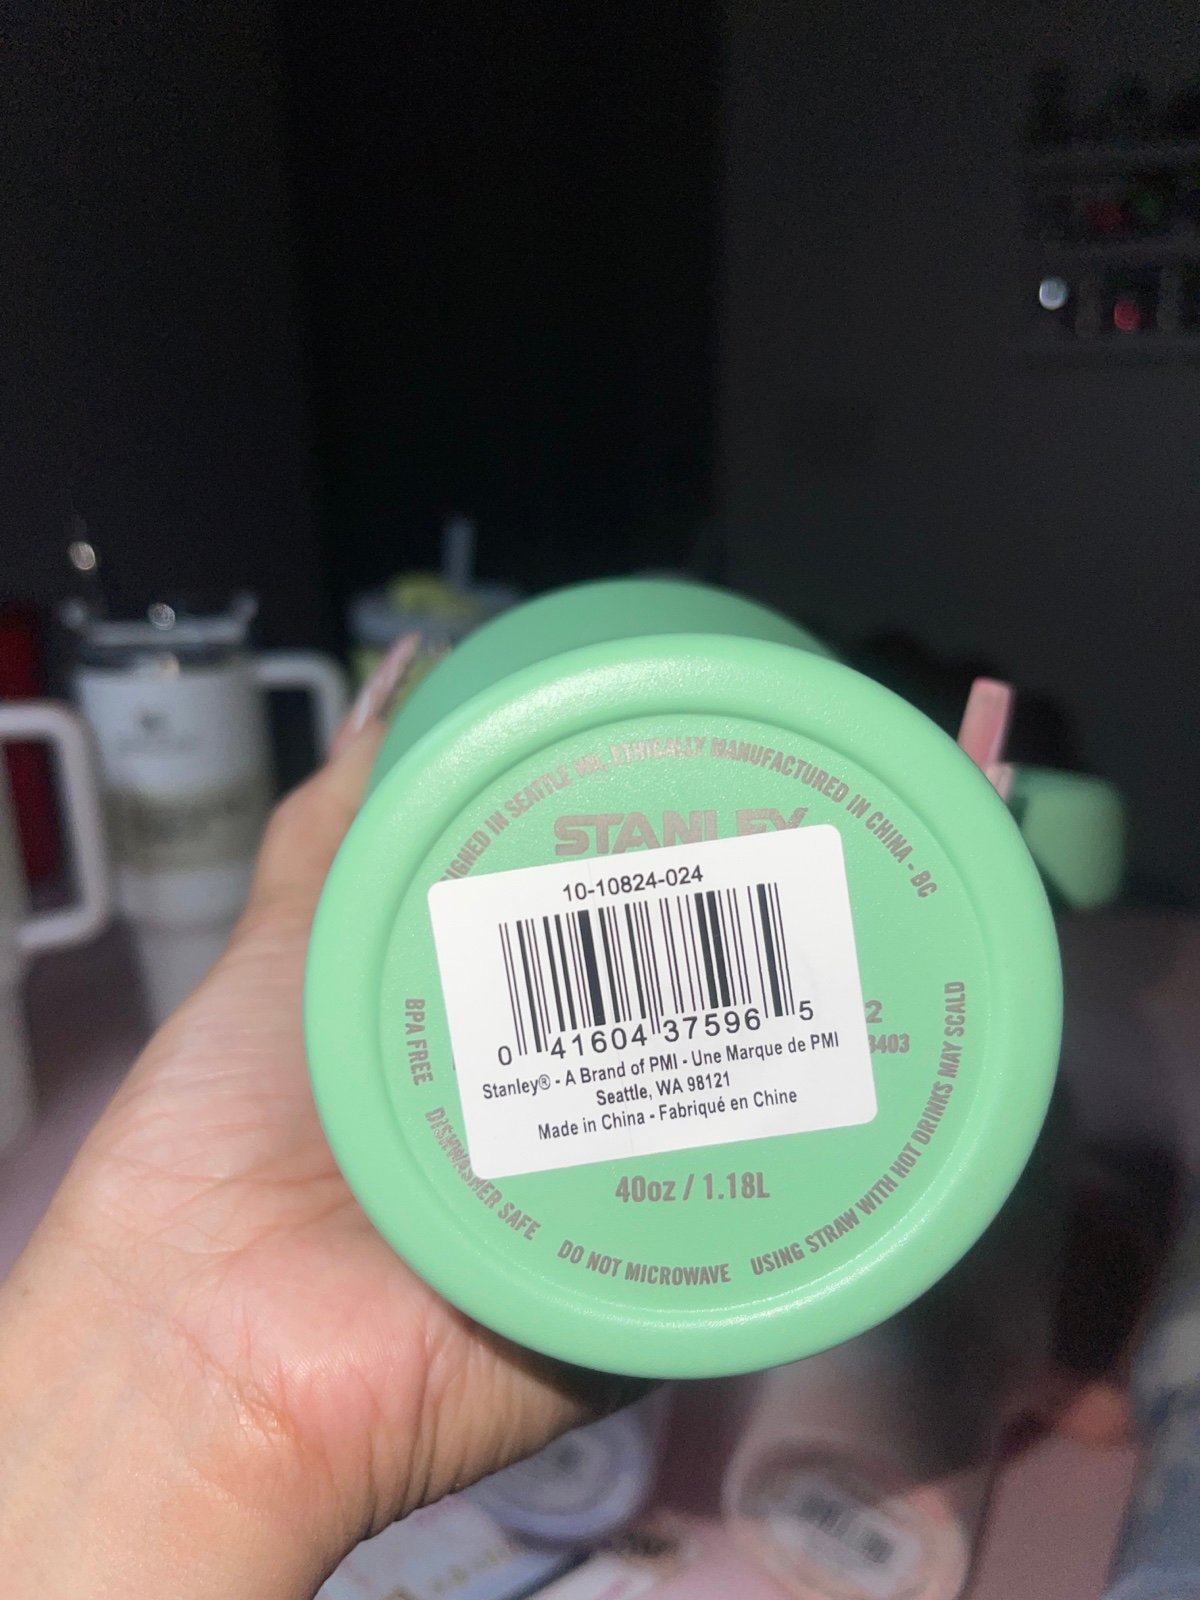 SIGNED IN SEATTLE WA. ETHICALLY MANUFACTURED IN CHINA - BC
STANLEY
10-10824-024
0 41604 37596 5
Stanley® - A Brand of PMI - Une Marque de PMI
Seattle, WA 98121
Made in China - Fabriqué en Chine
2
3403
40oz / 1.18L
BPA FREE
DISHWASHER SAFE
DO NOT MICROWAVE
USING STRAW WITH HOT DRINKS MAY SCALD